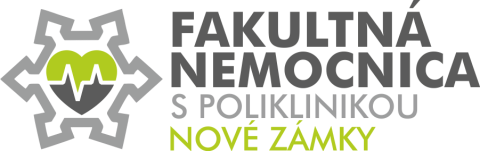 FAKULTNÁ
NEMOCNICA
S POLIKLINIKOU
NOVÉ ZÁMKY